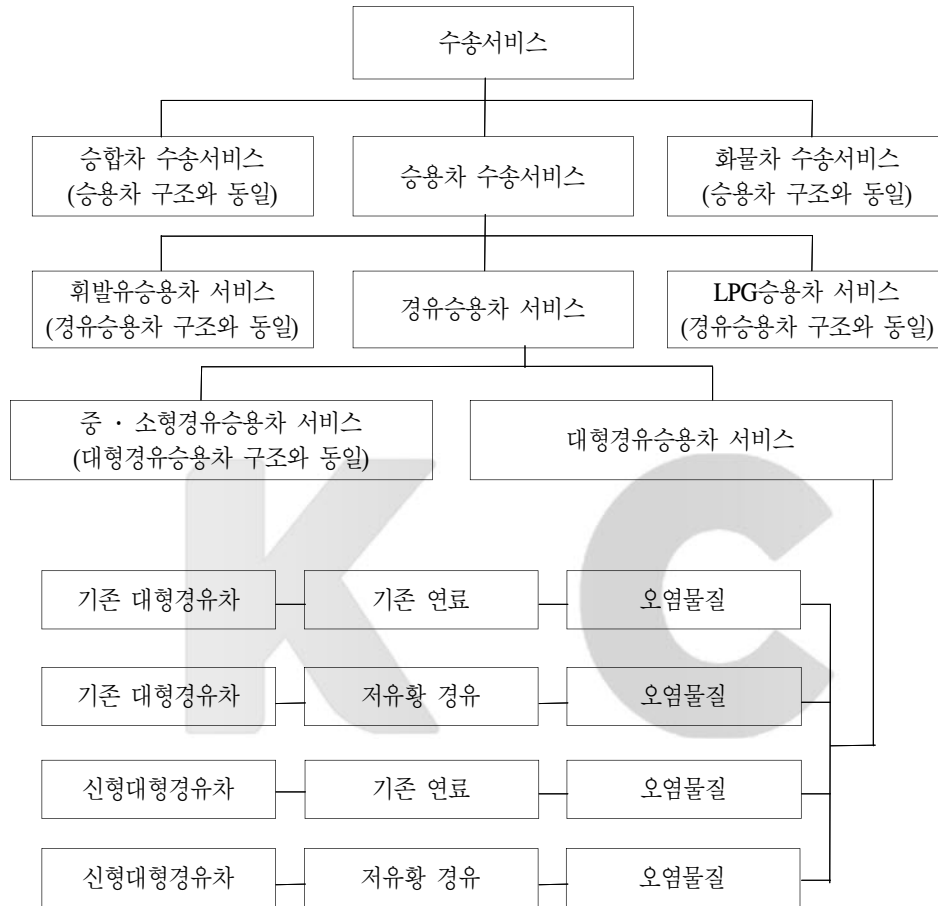 수송서비스
승합차 수송서비스
(승용차 구조와 동일)
승용차 수송서비스
화물차 수송서비스
(승용차 구조와 동일)
휘발유승용차 서비스
(경유승용차 구조와 동일)
경유승용차 서비스
LPG승용차 서비스
(경유승용차 구조와 동일)
중 · 소형경유승용차 서비스
(대형경유승용차 구조와 동일)
대형경유승용차 서비스
기존 대형경유차
기존 연료
오염물질
기존 대형경유차
저유황 경유
오염물질
신형대형경유차
기존 연료
오염물질
신형대형경유차
저유황 경유
오염물질
K C